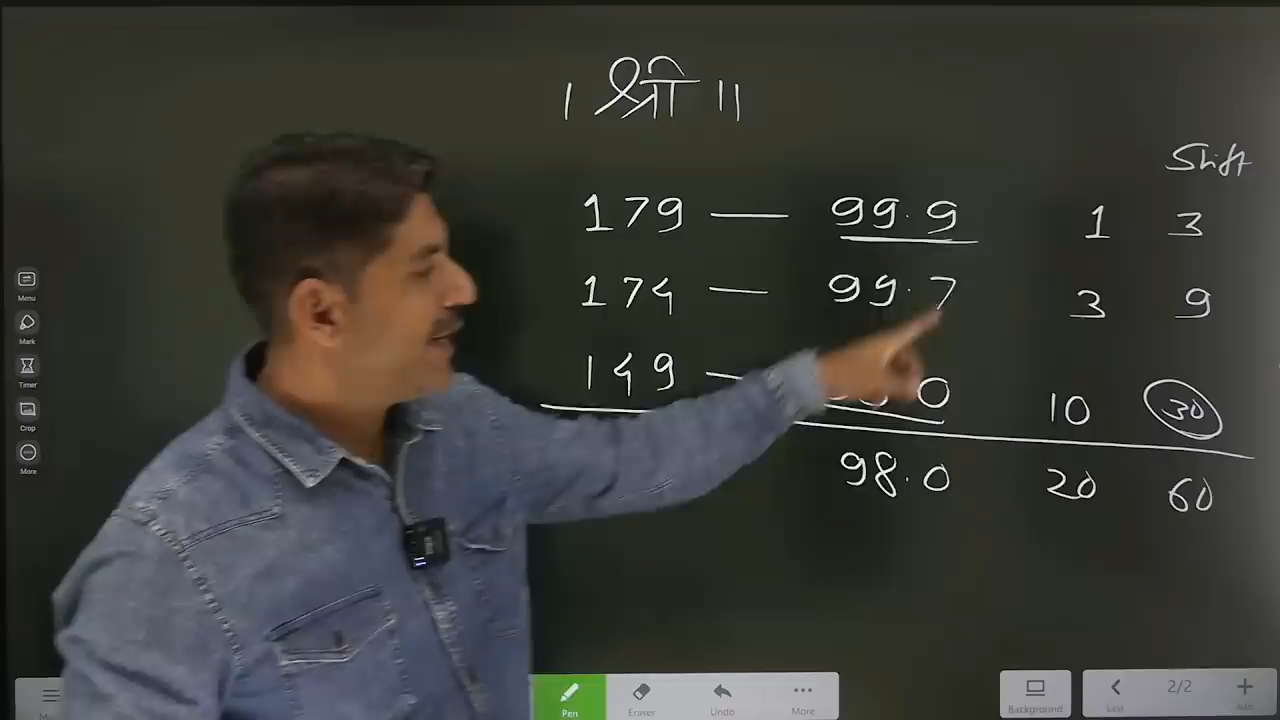 । श्री ॥
Shift
179 — 99.9 1 3
174 — 99.7 3 9
149 — 0 10 30
98.0 20 60
Menu
Mark
Timer
Crop
More
Pen Eraser Undo More
Background
Last 2/2